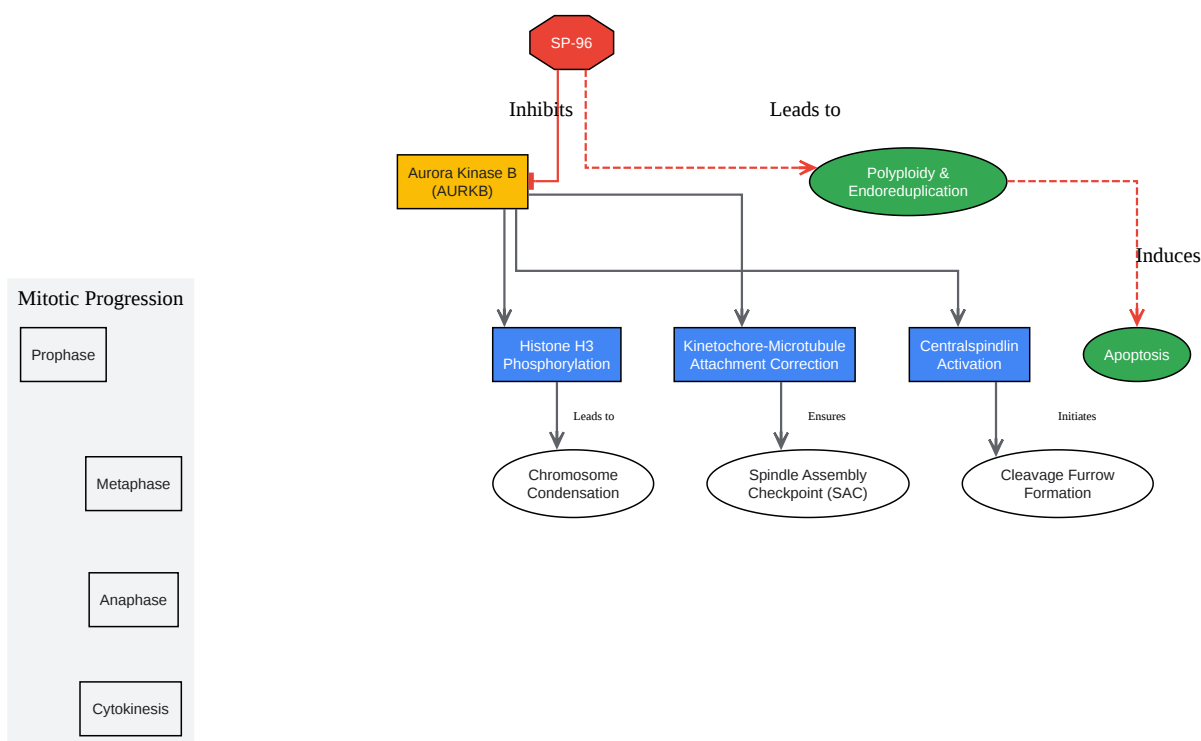 SP-96
Inhibits
Leads to
Aurora Kinase B
(AURKB)
Polyploidy &
Endoreduplication
Induces
Mitotic Progression
Prophase
Histone H3
Phosphorylation
Kinetochore-Microtubule
Attachment Correction
Centralspindlin
Activation
Apoptosis
Leads to
Ensures
Initiates
Metaphase
Chromosome
Condensation
Spindle Assembly
Checkpoint (SAC)
Cleavage Furrow
Formation
Anaphase
Cytokinesis